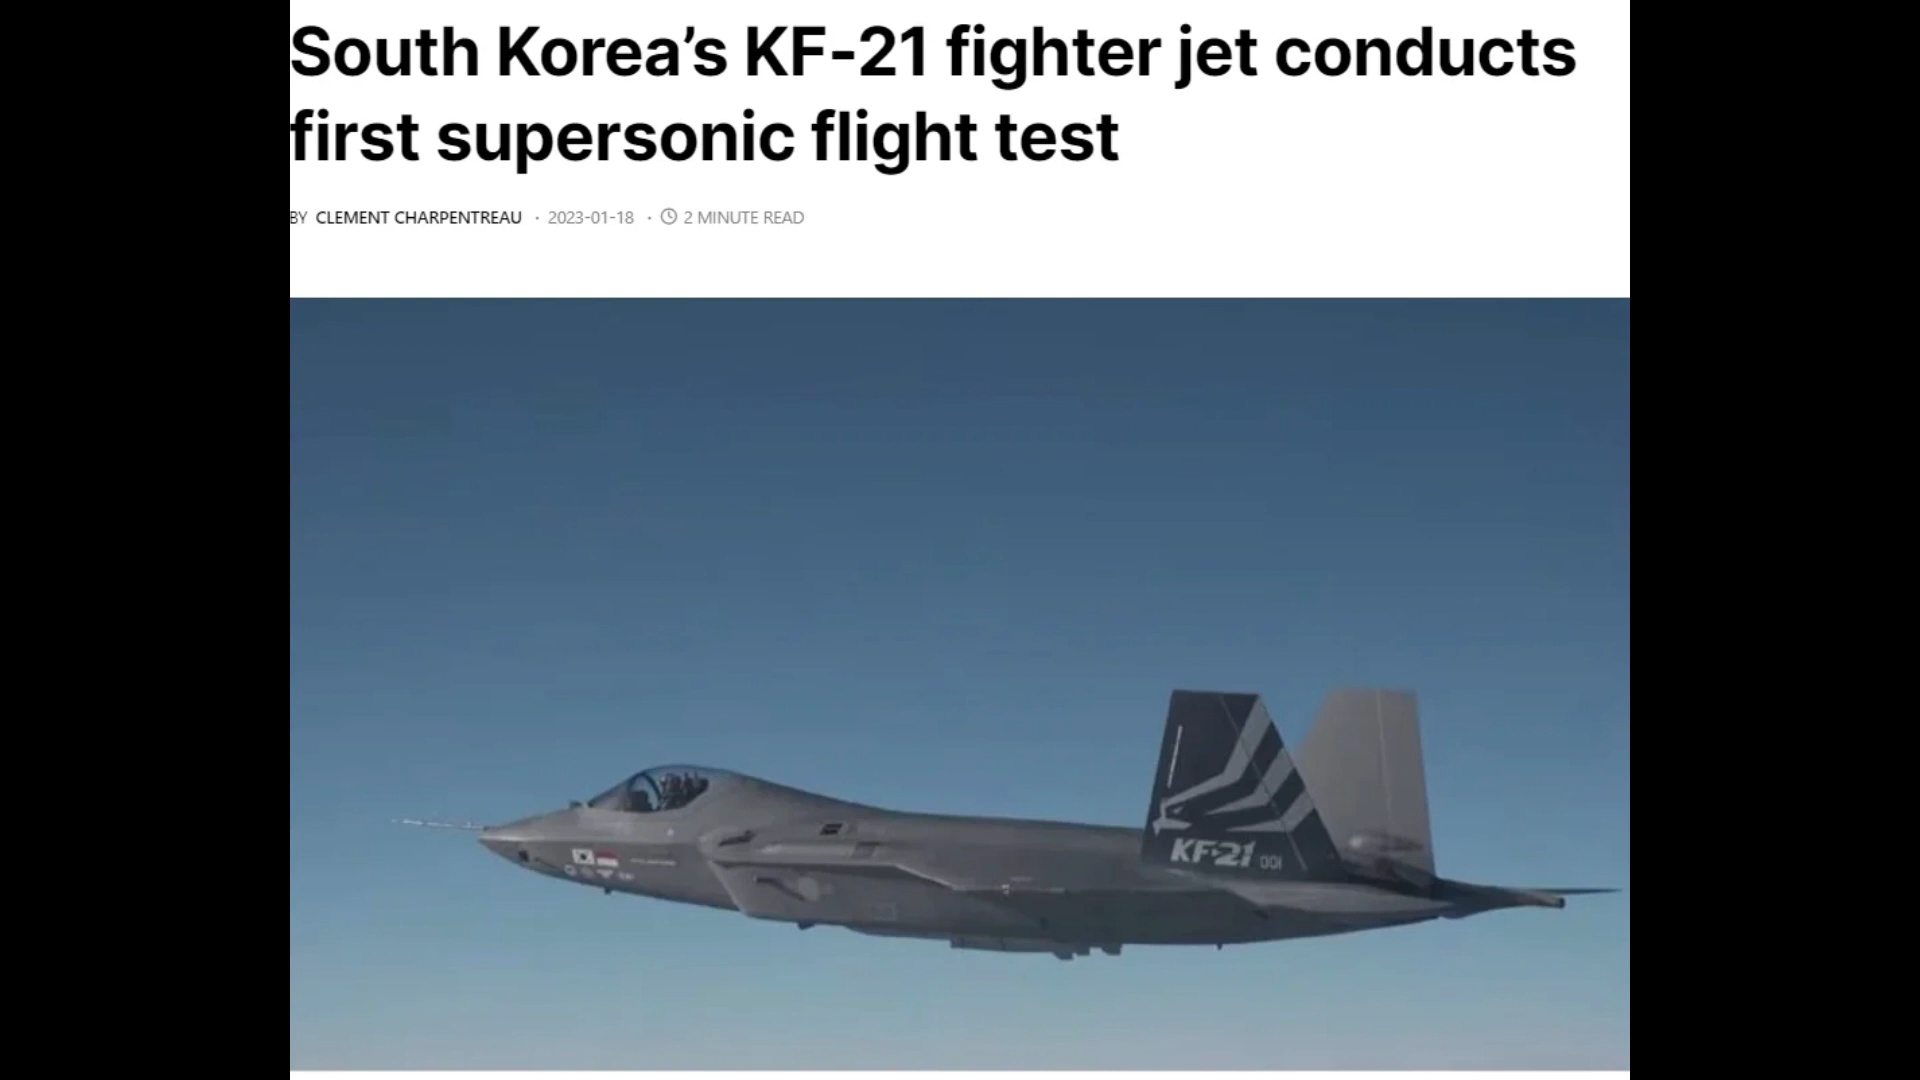 South Korea’s KF-21 fighter jet conducts
first supersonic flight test
BY CLEMENT CHARPENTREAU · 2023-01-18 · 2 MINUTE READ
KF-21 001